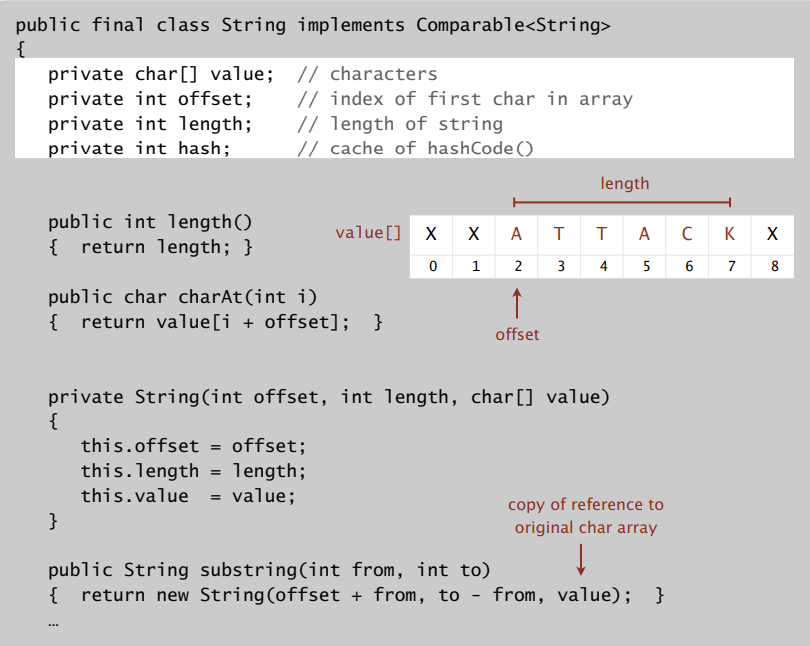 public final class String implements Comparable<String>
{
private char[] value;  // characters
private int offset;    // index of first char in array
private int length;    // length of string
private int hash;      // cache of hashCode()
length
public int length()
{  return length; }
value[] X X A T T A C K X
0 1 2 3 4 5 6 7 8
public char charAt(int i)
{  return value[i + offset];  }
offset
private String(int offset, int length, char[] value)
{
this.offset = offset;
this.length = length;
this.value  = value;
}
copy of reference to
original char array
public String substring(int from, int to)
{  return new String(offset + from, to - from, value);  }
…